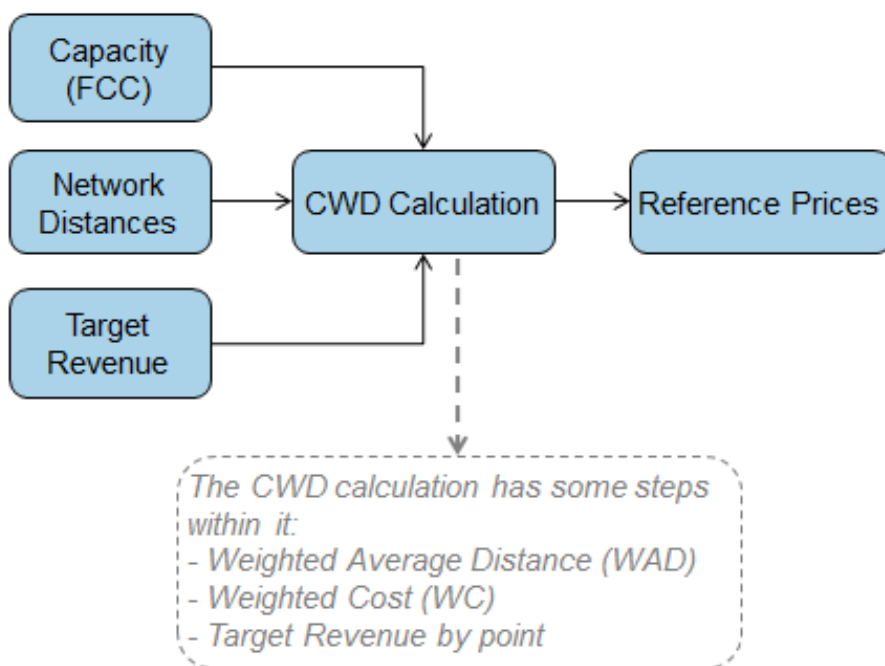 Capacity
(FCC)
Network
Distances
CWD Calculation
Reference Prices
Target
Revenue
The CWD calculation has some steps
within it:
- Weighted Average Distance (WAD)
- Weighted Cost (WC)
- Target Revenue by point